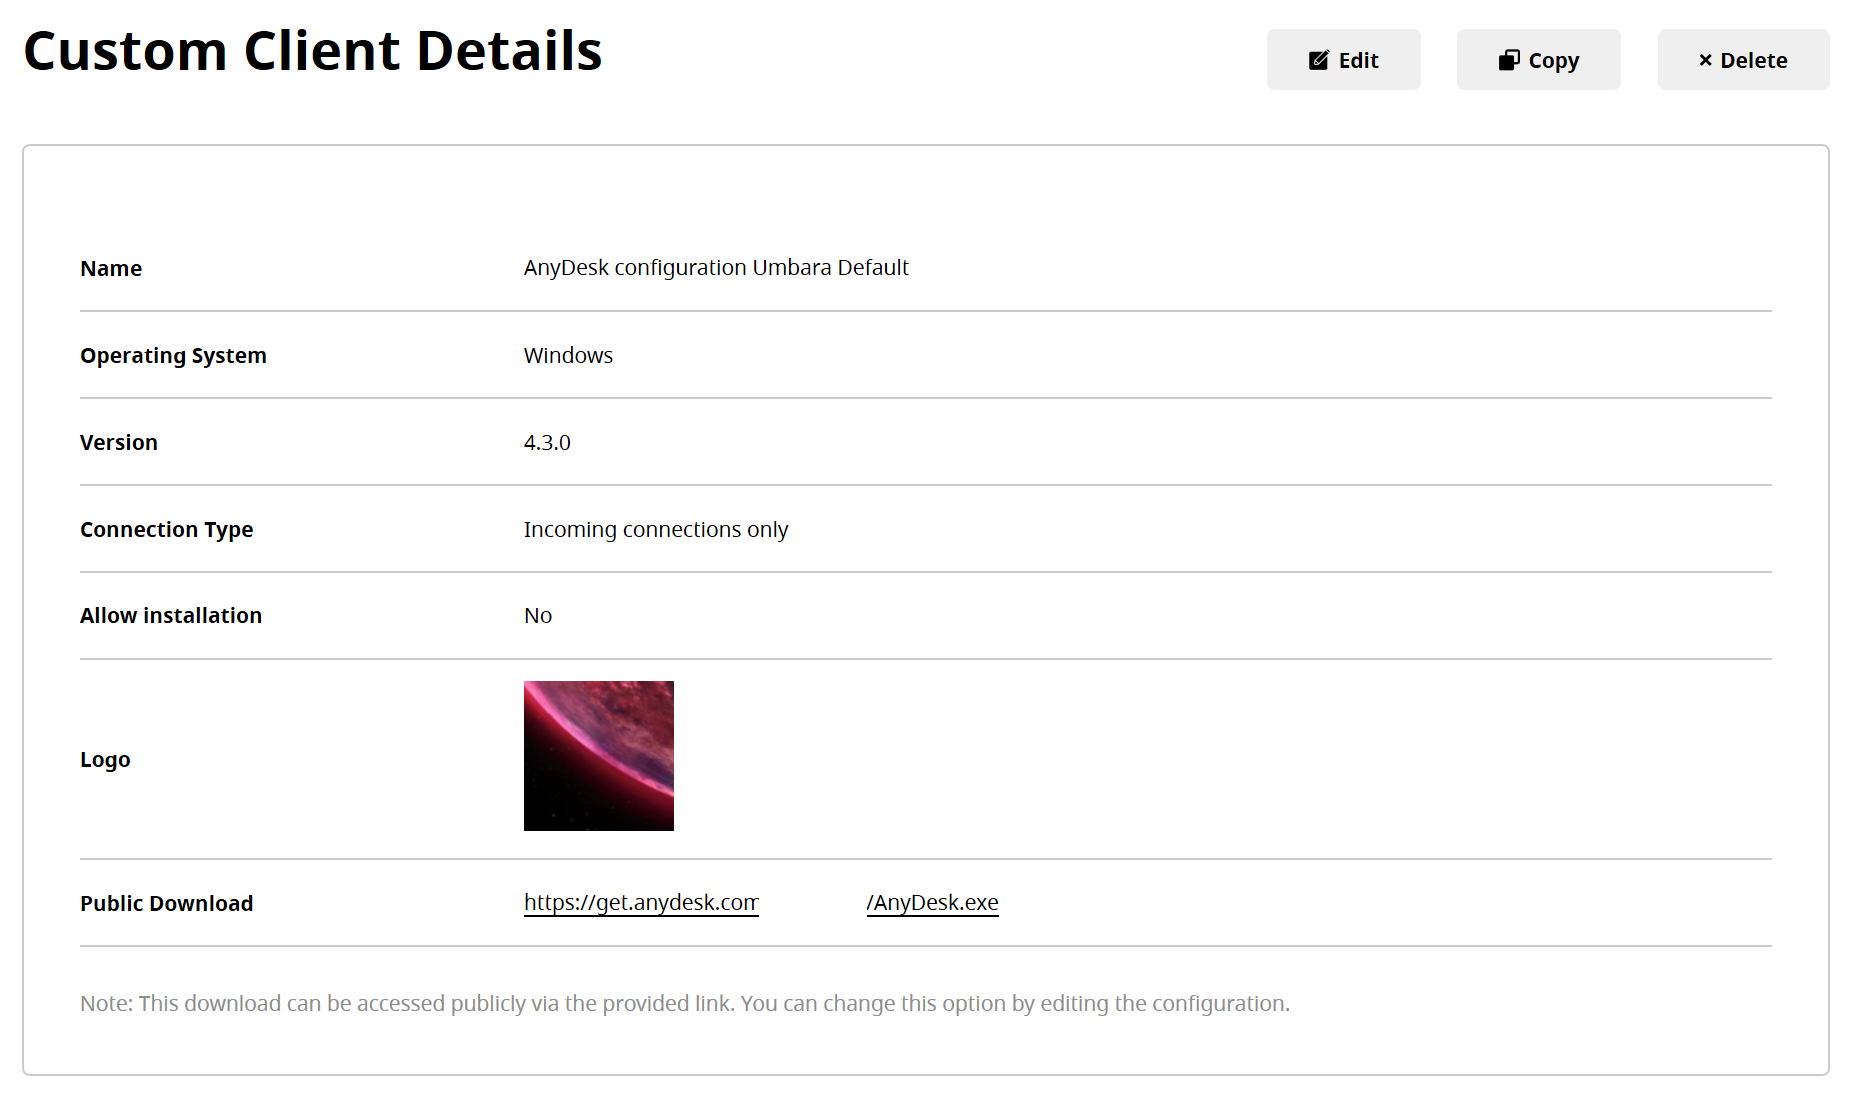 Custom Client Details
Edit
Copy
Delete
Name
AnyDesk configuration Umbara Default
Operating System
Windows
Version
4.3.0
Connection Type
Incoming connections only
Allow installation
No
Logo
Public Download
https://get.anydesk.com /AnyDesk.exe
Note: This download can be accessed publicly via the provided link. You can change this option by editing the configuration.